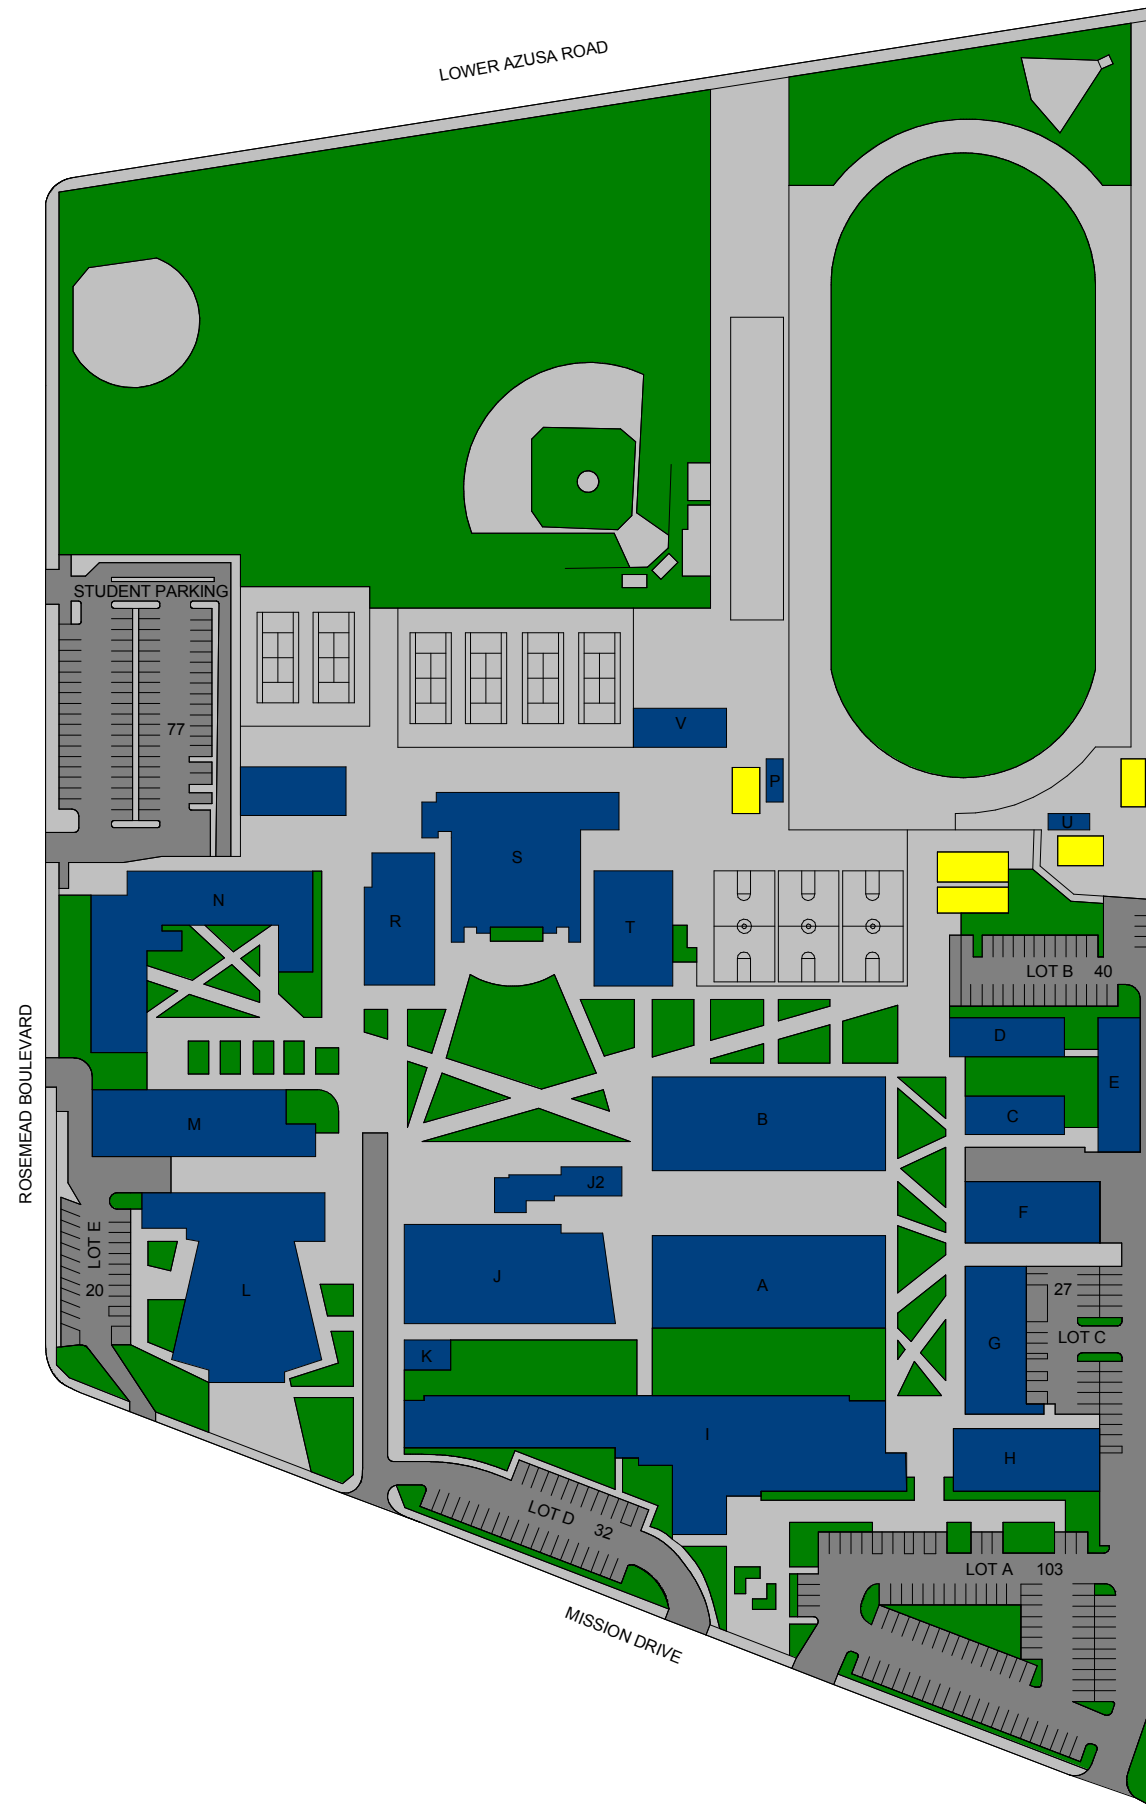 LOWER AZUSA ROAD
STUDENT PARKING
77
V
P
U
S
N
R
T
LOT B 40
D
E
C
B
M
J2
F
ROSEMEAD BOULEVARD
LOT E
20
L
J
A
27
LOT C
G
K
I
H
LOT D 32
LOT A 103
MISSION DRIVE